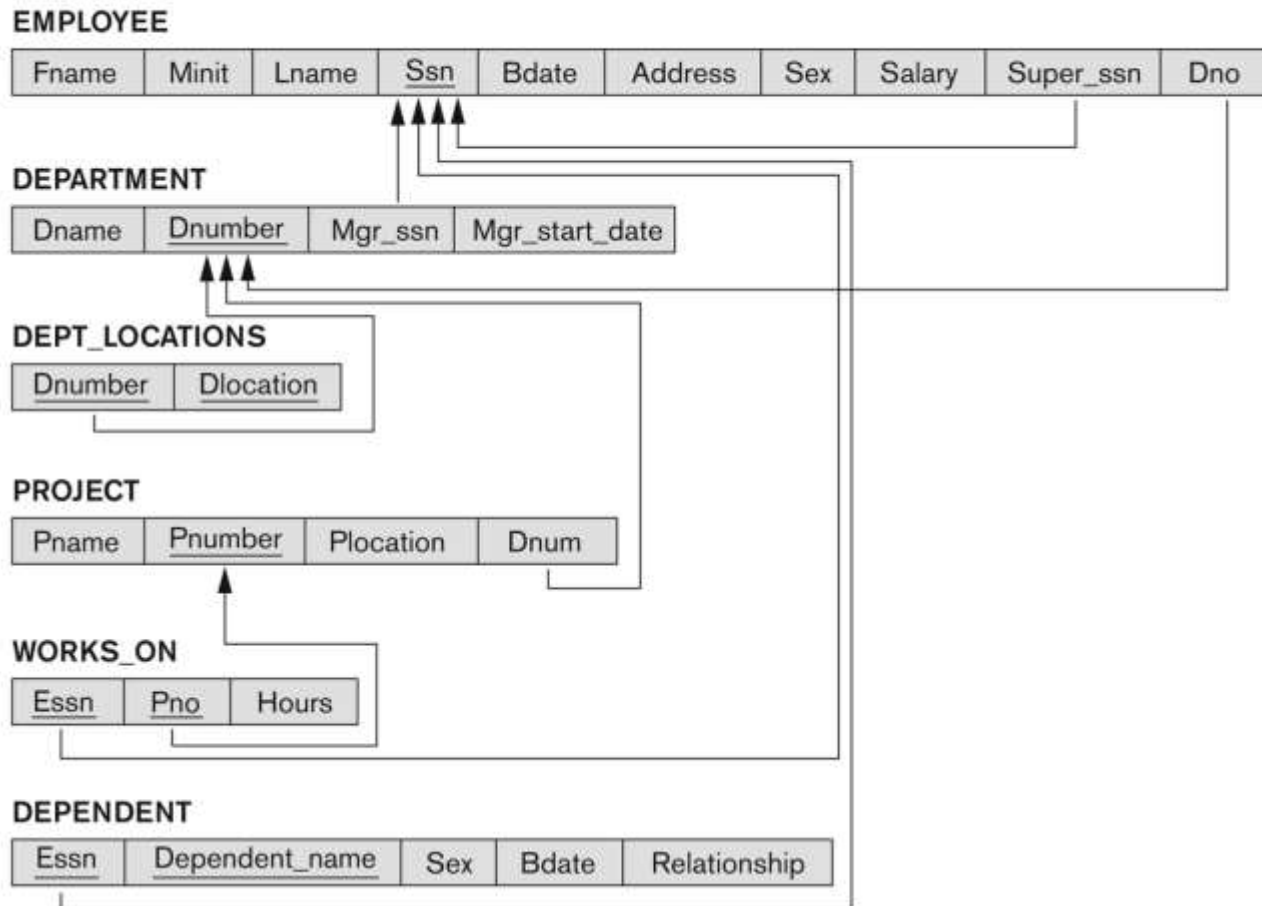 EMPLOYEE
Fname Minit Lname Ssn Bdate Address Sex Salary Super_ssn Dno
DEPARTMENT
Dname Dnumber Mgr_ssn Mgr_start_date
DEPT_LOCATIONS
Dnumber Dlocation
PROJECT
Pname Pnumber Plocation Dnum
WORKS_ON
Essn Pno Hours
DEPENDENT
Essn Dependent_name Sex Bdate Relationship